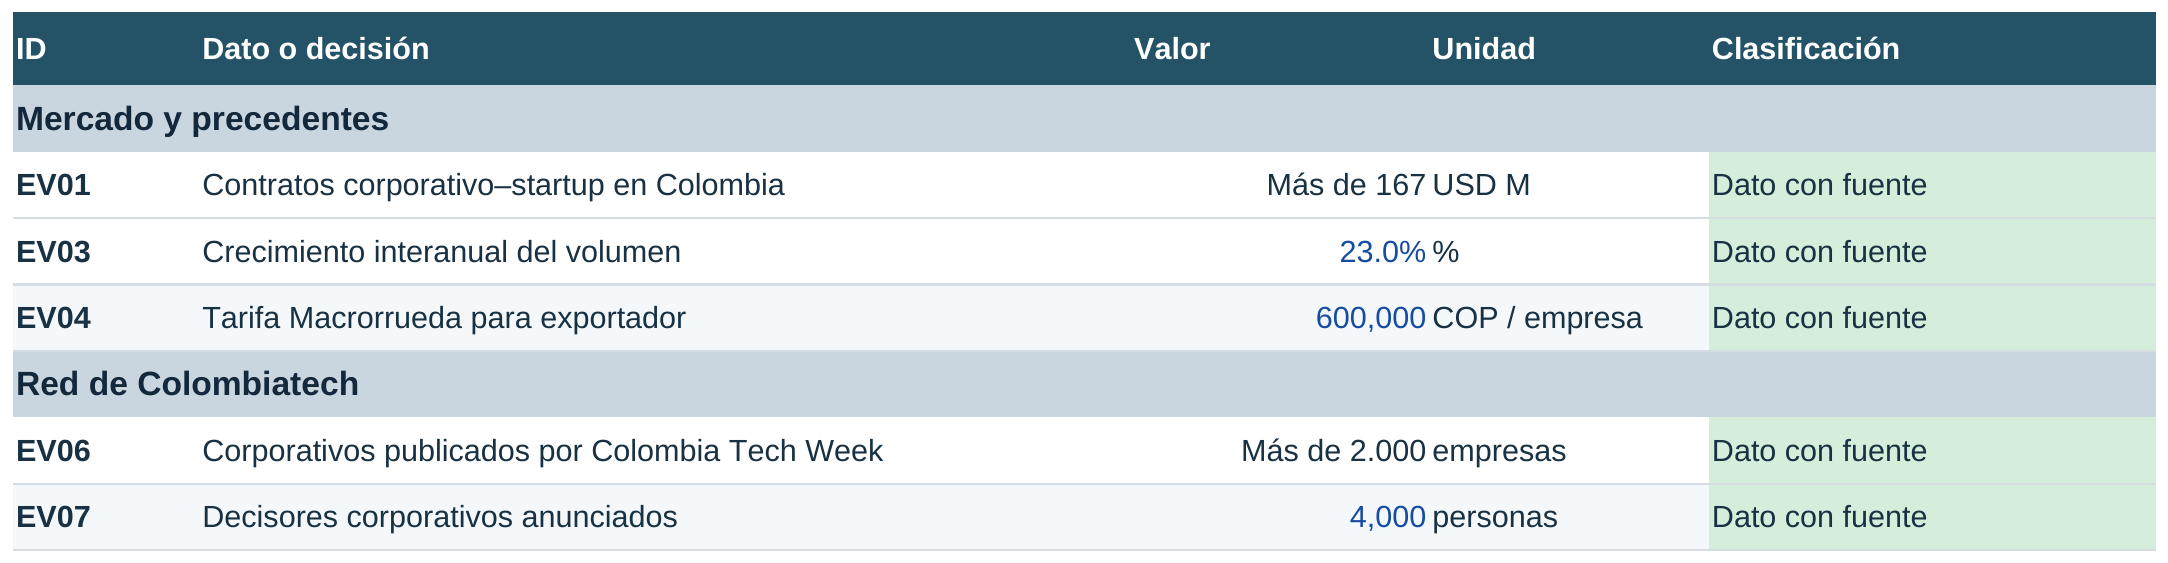 ID Dato o decisión Valor Unidad Clasificación
Mercado y precedentes
EV01 Contratos corporativo–startup en Colombia Más de 167 USD M Dato con fuente
EV03 Crecimiento interanual del volumen 23.0% % Dato con fuente
EV04 Tarifa Macrorrueda para exportador 600,000 COP / empresa Dato con fuente
Red de Colombiatech
EV06 Corporativos publicados por Colombia Tech Week Más de 2.000 empresas Dato con fuente
EV07 Decisores corporativos anunciados 4,000 personas Dato con fuente